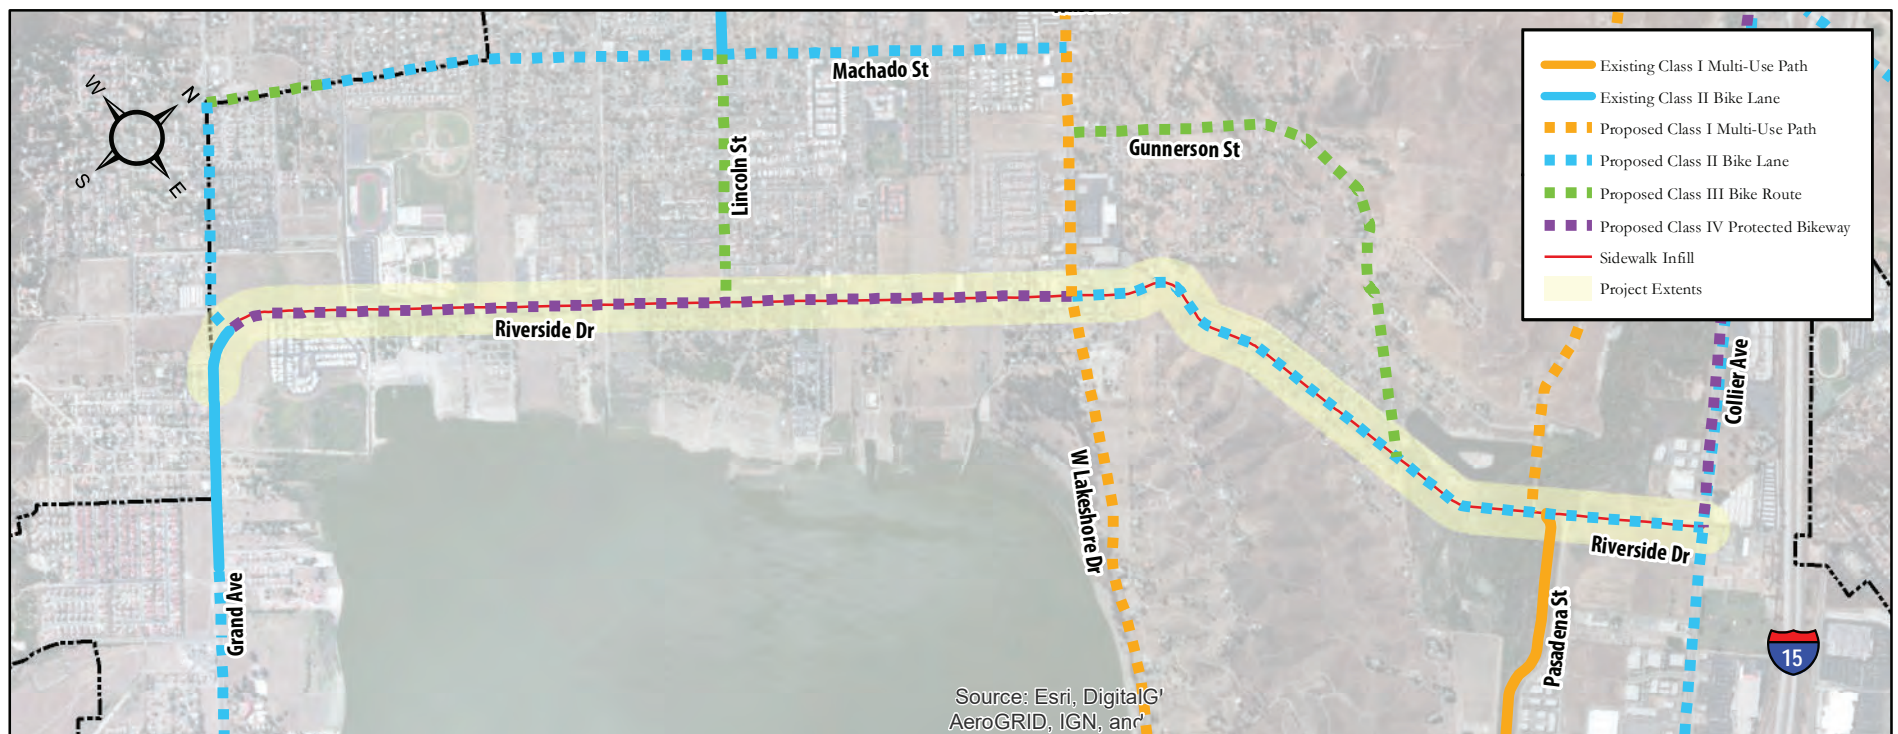 Machado St
W
N
S
E
Lincoln St
Gunnerson St
Existing Class I Multi-Use Path
Existing Class II Bike Lane
Proposed Class I Multi-Use Path
Proposed Class II Bike Lane
Proposed Class III Bike Route
Proposed Class IV Protected Bikeway
Sidewalk Infill
Project Extents
Riverside Dr
Collier Ave
W Lakeshore Dr
Riverside Dr
Grand Ave
Pasadena St
15
Source: Esri, DigitalG
AeroGRID, IGN, and